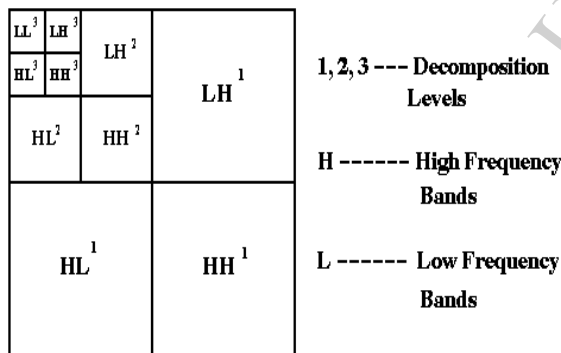 LL³ LH³
HL³ HH³
LH²
HL² HH²
LH¹
HL¹ HH¹
1, 2, 3 --- Decomposition
Levels
H ------ High Frequency
Bands
L ------ Low Frequency
Bands